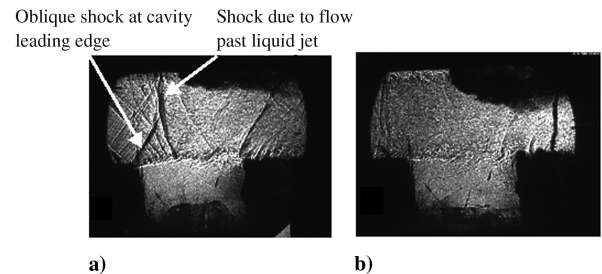 Oblique shock at cavity
leading edge
Shock due to flow
past liquid jet
a)
b)